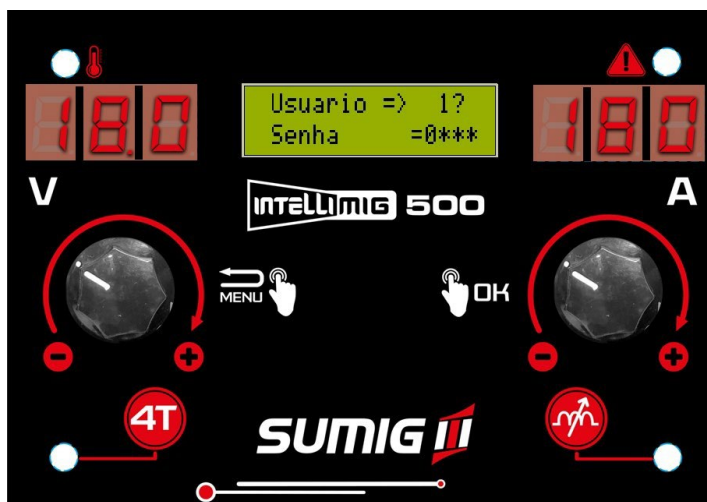 18.0
Usuario => 1?
Senha =0***
180
V
INTELLIMIG 500
A
MENU
OK
4T
SUMIG